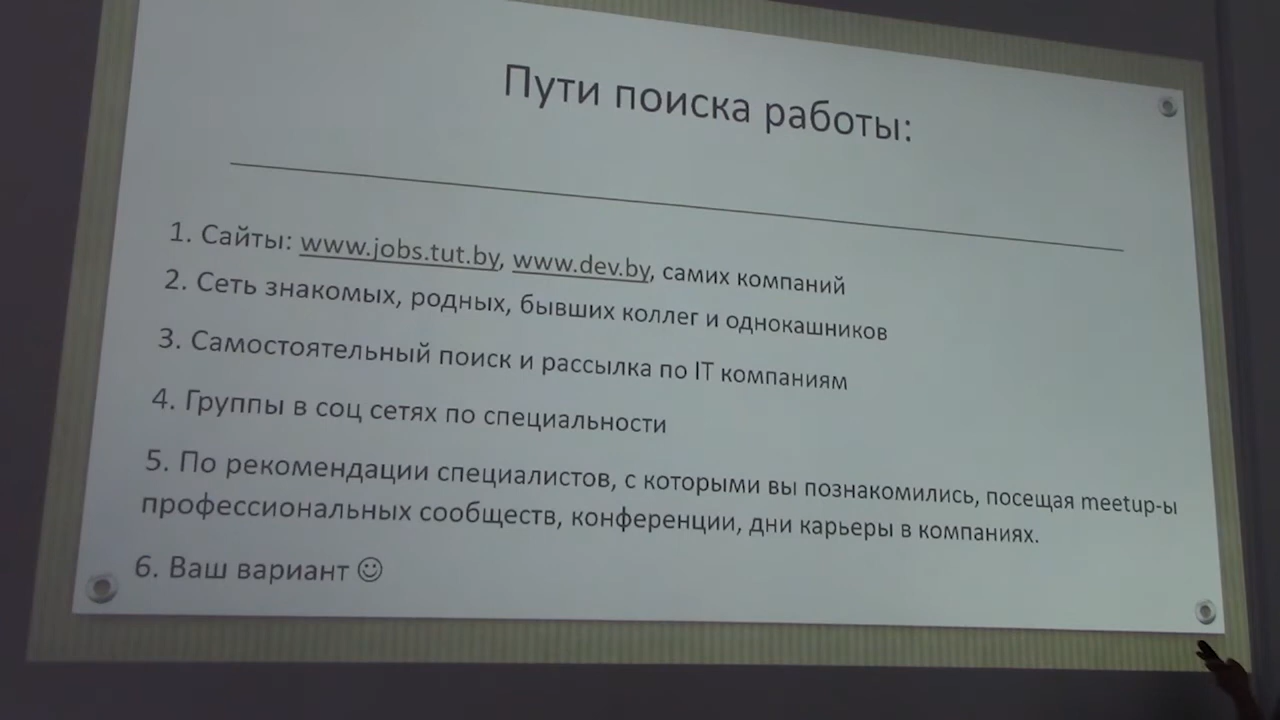 Пути поиска работы:
1. Сайты: www.jobs.tut.by, www.dev.by, самих компаний
2. Сеть знакомых, родных, бывших коллег и однокашников
3. Самостоятельный поиск и рассылка по IT компаниям
4. Группы в соц сетях по специальности
5. По рекомендации специалистов, с которыми вы познакомились, посещая meetup-ы
профессиональных сообществ, конференции, дни карьеры в компаниях.
6. Ваш вариант ☺